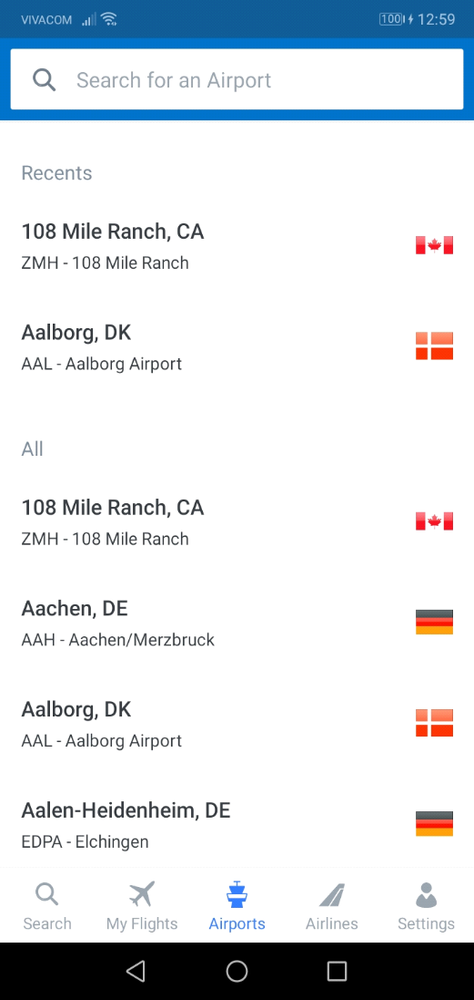 VIVACOM 100 12:59
Search for an Airport
Recents
108 Mile Ranch, CA
ZMH - 108 Mile Ranch
Aalborg, DK
AAL - Aalborg Airport
All
108 Mile Ranch, CA
ZMH - 108 Mile Ranch
Aachen, DE
AAH - Aachen/Merzbruck
Aalborg, DK
AAL - Aalborg Airport
Aalen-Heidenheim, DE
EDPA - Elchingen
Search My Flights Airports Airlines Settings